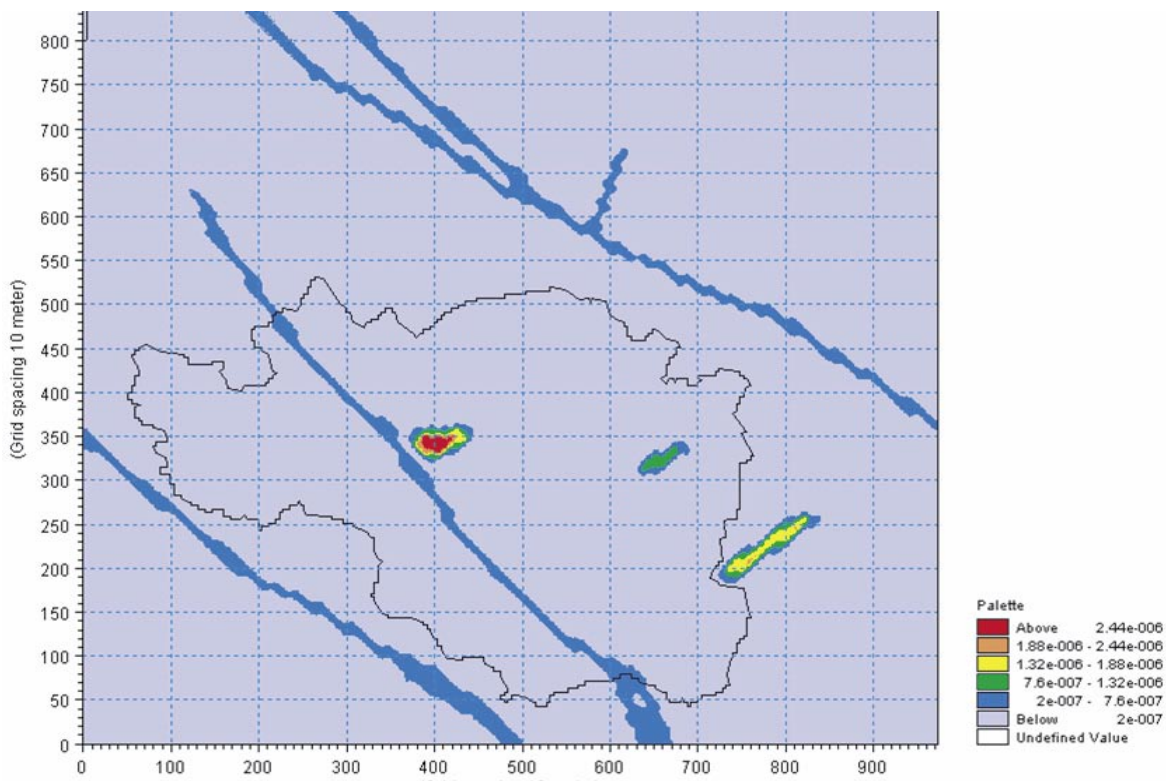 800
750
700
650
600
550
500
450
400
350
300
250
200
150
100
50
0
(Grid spacing 10 meter)
0 100 200 300 400 500 600 700 800 900
Palette
Above 2.44e-006
1.88e-006 - 2.44e-006
1.32e-006 - 1.88e-006
7.6e-007 - 1.32e-006
2e-007 - 7.6e-007
Below 2e-007
Undefined Value